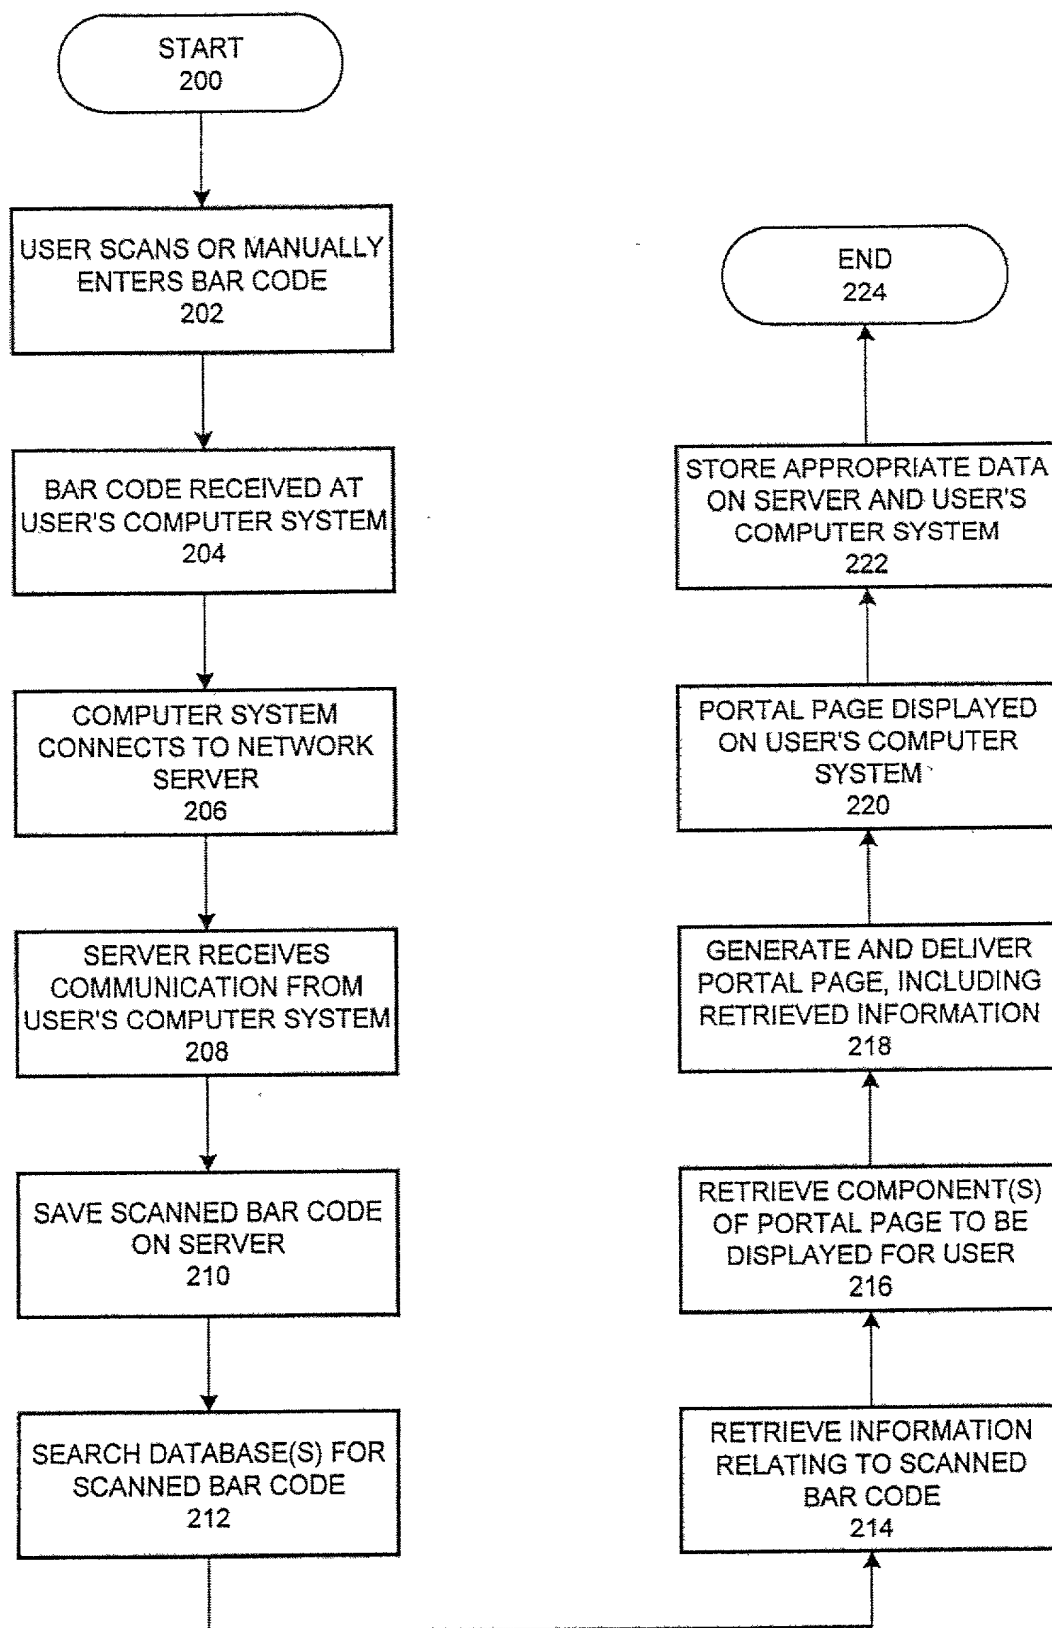 START
200
USER SCANS OR MANUALLY
ENTERS BAR CODE
202
BAR CODE RECEIVED AT
USER'S COMPUTER SYSTEM
204
COMPUTER SYSTEM
CONNECTS TO NETWORK
SERVER
206
SERVER RECEIVES
COMMUNICATION FROM
USER'S COMPUTER SYSTEM
208
SAVE SCANNED BAR CODE
ON SERVER
210
SEARCH DATABASE(S) FOR
SCANNED BAR CODE
212
RETRIEVE INFORMATION
RELATING TO SCANNED
BAR CODE
214
RETRIEVE COMPONENT(S)
OF PORTAL PAGE TO BE
DISPLAYED FOR USER
216
GENERATE AND DELIVER
PORTAL PAGE, INCLUDING
RETRIEVED INFORMATION
218
PORTAL PAGE DISPLAYED
ON USER'S COMPUTER
SYSTEM
220
STORE APPROPRIATE DATA
ON SERVER AND USER'S
COMPUTER SYSTEM
222
END
224